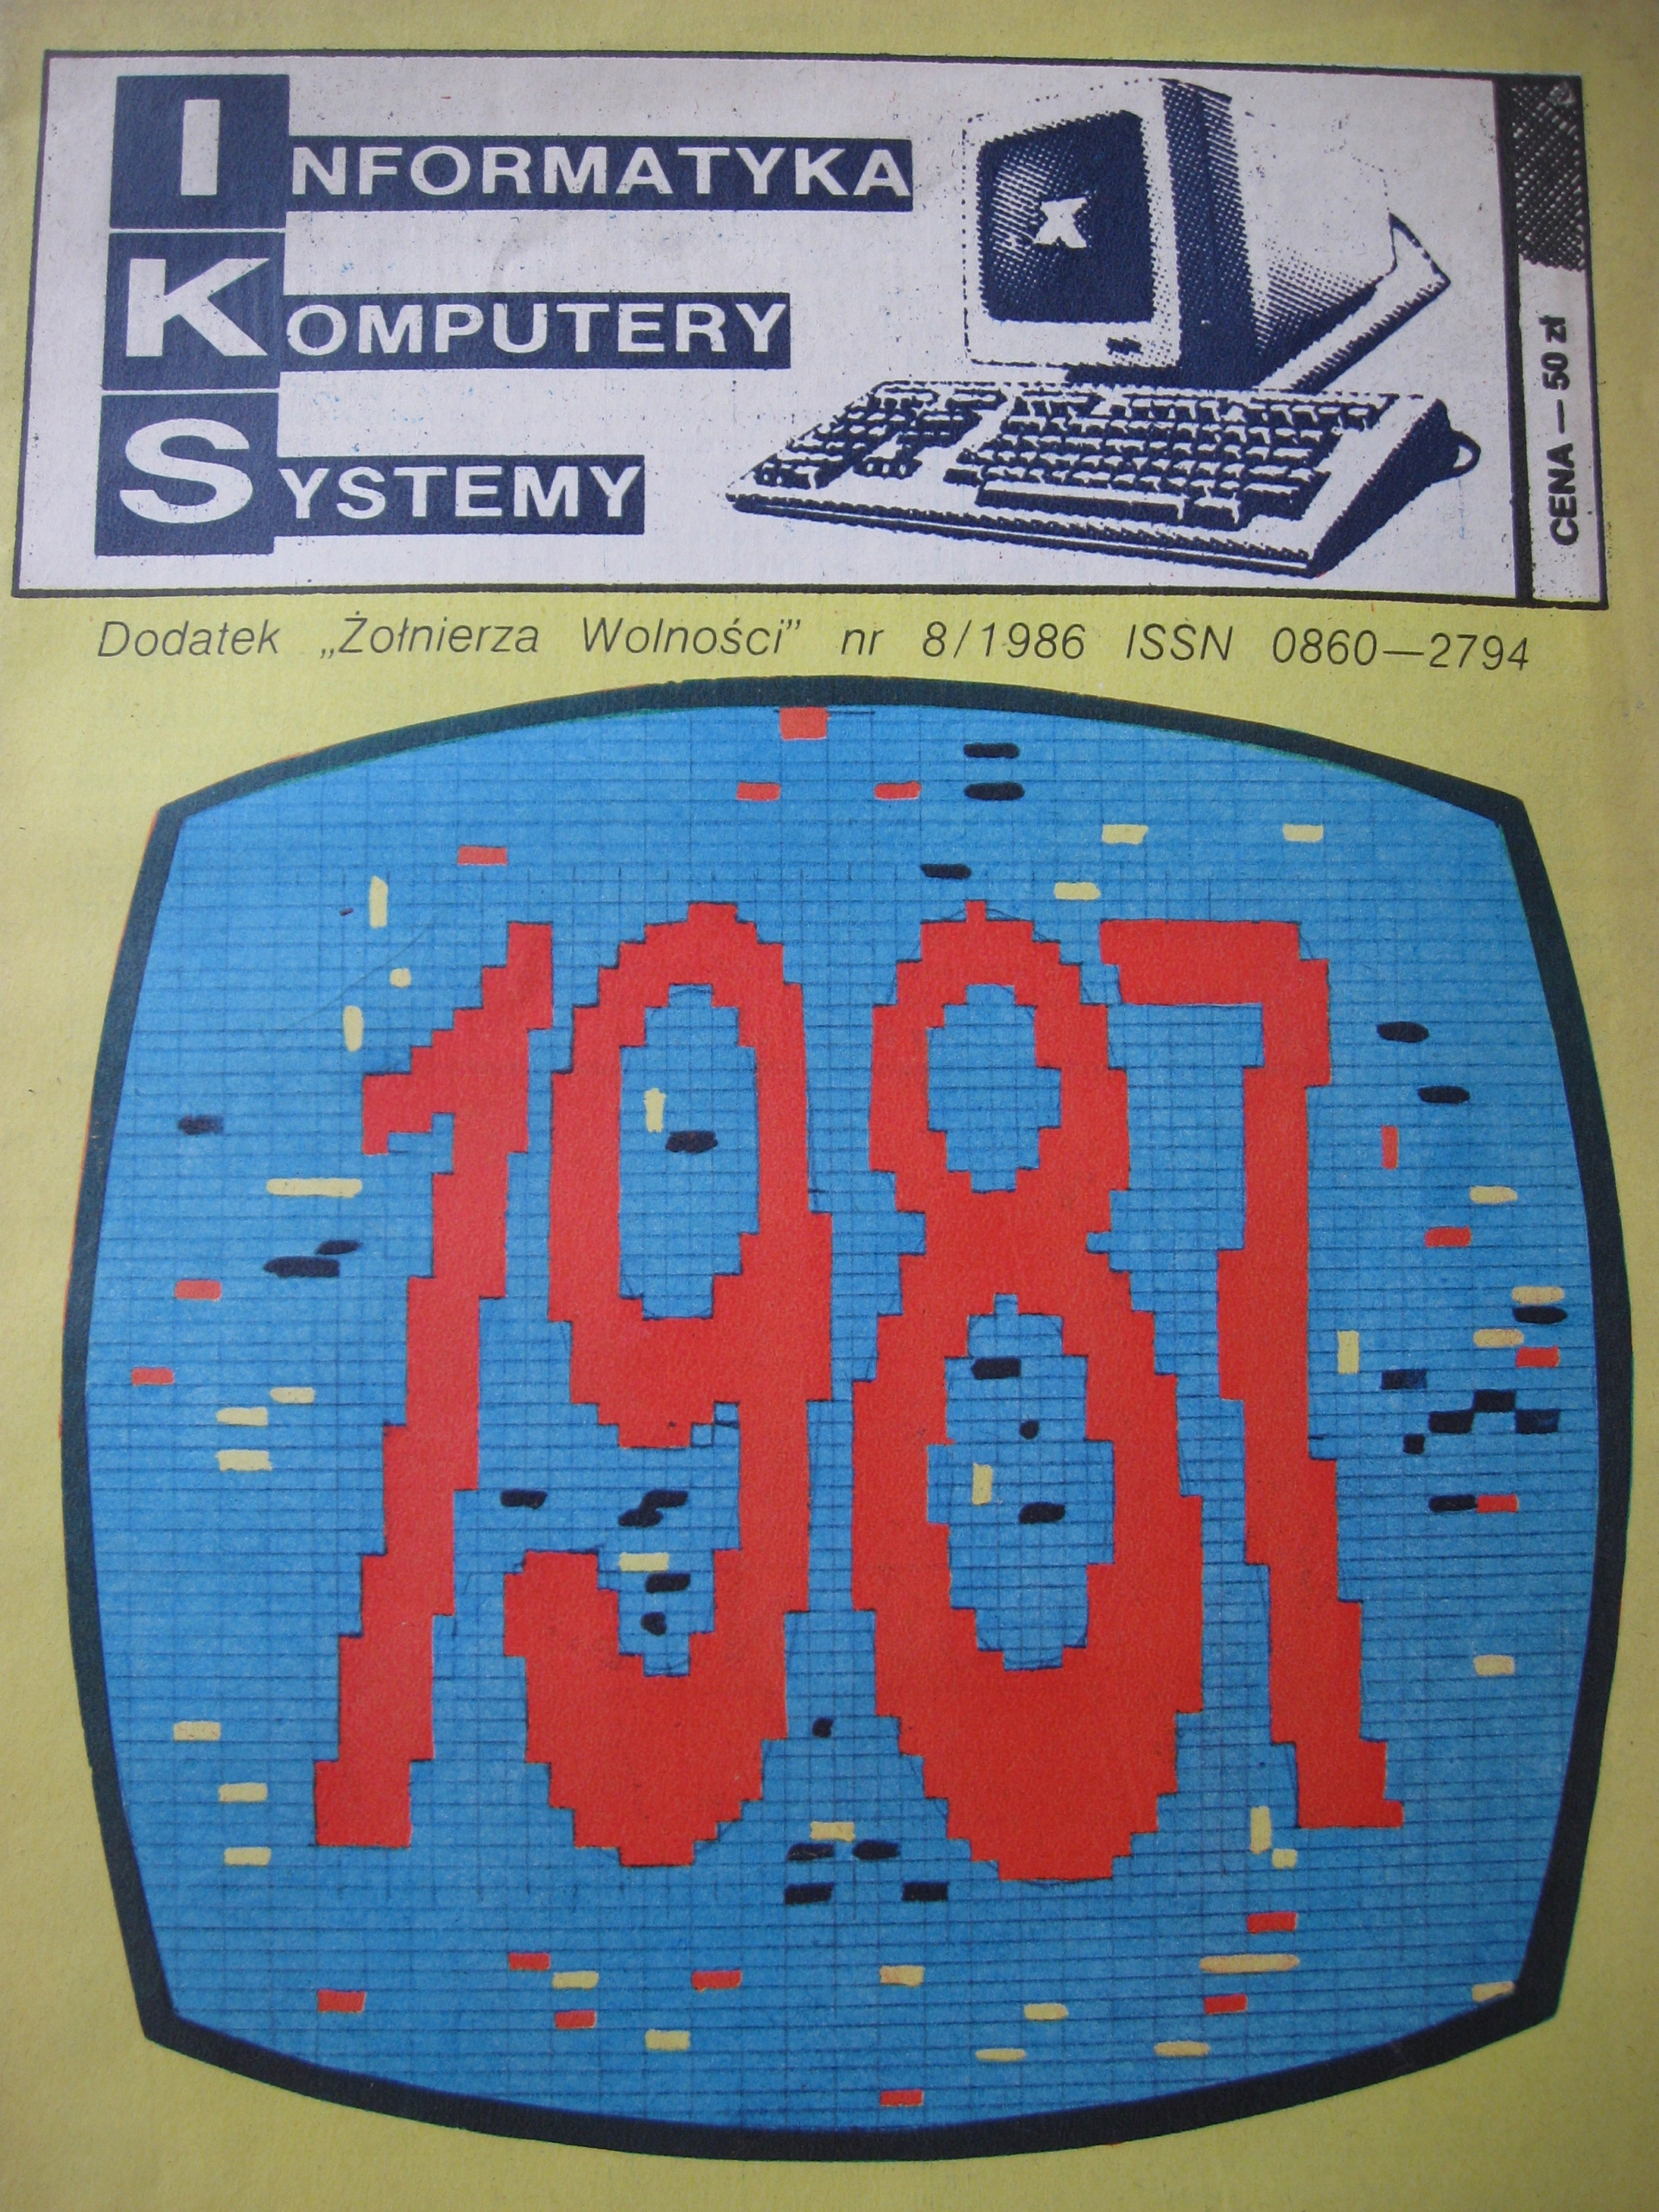 INFORMATYKA
KOMPUTERY
SYSTEMY
CENA — 50 zł
Dodatek „Żołnierza Wolności” nr 8/1986 ISSN 0860—2794
1987